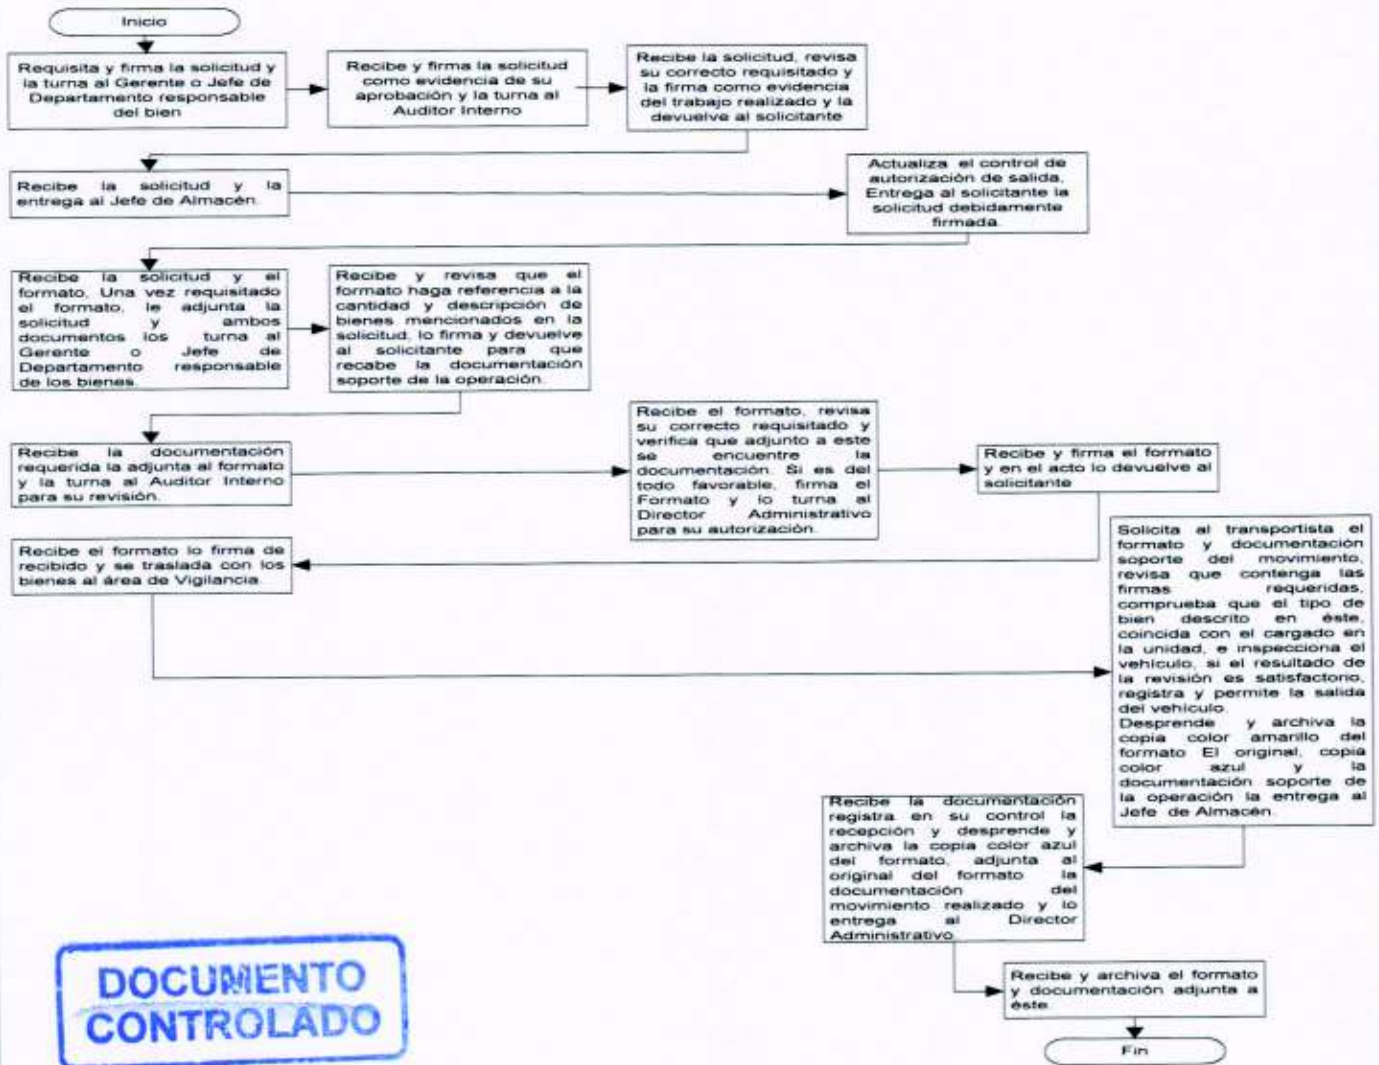 Inicio
Requisita y firma la solicitud y
la turna al Gerente o Jefe de
Departamento responsable
del bien
Recibe y firma la solicitud
como evidencia de su
aprobación y la turna al
Auditor Interno
Recibe la solicitud, revisa
su correcto requisitado y
la firma como evidencia
del trabajo realizado y la
devuelve al solicitante
Recibe la solicitud y la
entrega al Jefe de Almacén.
Actualiza el control de
autorización de salida,
Entrega al solicitante la
solicitud debidamente
firmada.
Recibe la solicitud y el
formato, Una vez requisitado
el formato, le adjunta la
solicitud y ambos
documentos los turna al
Gerente o Jefe de
Departamento responsable
de los bienes.
Recibe y revisa que el
formato haga referencia a la
cantidad y descripción de
bienes mencionados en la
solicitud, lo firma y devuelve
al solicitante para que
recabe la documentación
soporte de la operación.
Recibe la documentación
requerida la adjunta al formato
y la turna al Auditor Interno
para su revisión.
Recibe el formato, revisa
su correcto requisitado y
verifica que adjunto a este
se encuentre la
documentación. Si es del
todo favorable, firma el
Formato y lo turna al
Director Administrativo
para su autorización.
Recibe y firma el formato
y en el acto lo devuelve al
solicitante
Recibe el formato lo firma de
recibido y se traslada con los
bienes al área de Vigilancia.
Solicita al transportista el
formato y documentación
soporte del movimiento,
revisa que contenga las
firmas requeridas,
comprueba que el tipo de
bien descrito en éste,
coincida con el cargado en
la unidad, e inspecciona el
vehículo, si el resultado de
la revisión es satisfactorio,
registra y permite la salida
del vehículo.
Desprende y archiva la
copia color amarillo del
formato El original, copia
color azul y la
documentación soporte de
la operación la entrega al
Jefe de Almacén.
Recibe la documentación
registra en su control la
recepción y desprende y
archiva la copia color azul
del formato, adjunta al
original del formato la
documentación del
movimiento realizado y lo
entrega al Director
Administrativo.
Recibe y archiva el formato
y documentación adjunta a
éste.
Fin
DOCUMENTO
CONTROLADO